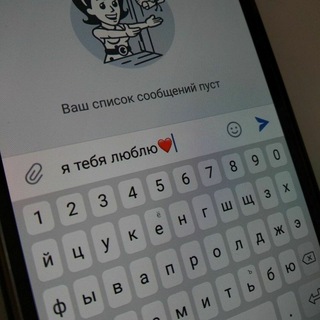 Ваш список сообщений пуст
я тебя люблю❤️
1 2 3 4 5 6 7 8 9 0
й ц у к е ё н г ш щ з х
ф ы в а п р о л д ж э
с м и т ь ъ б ю